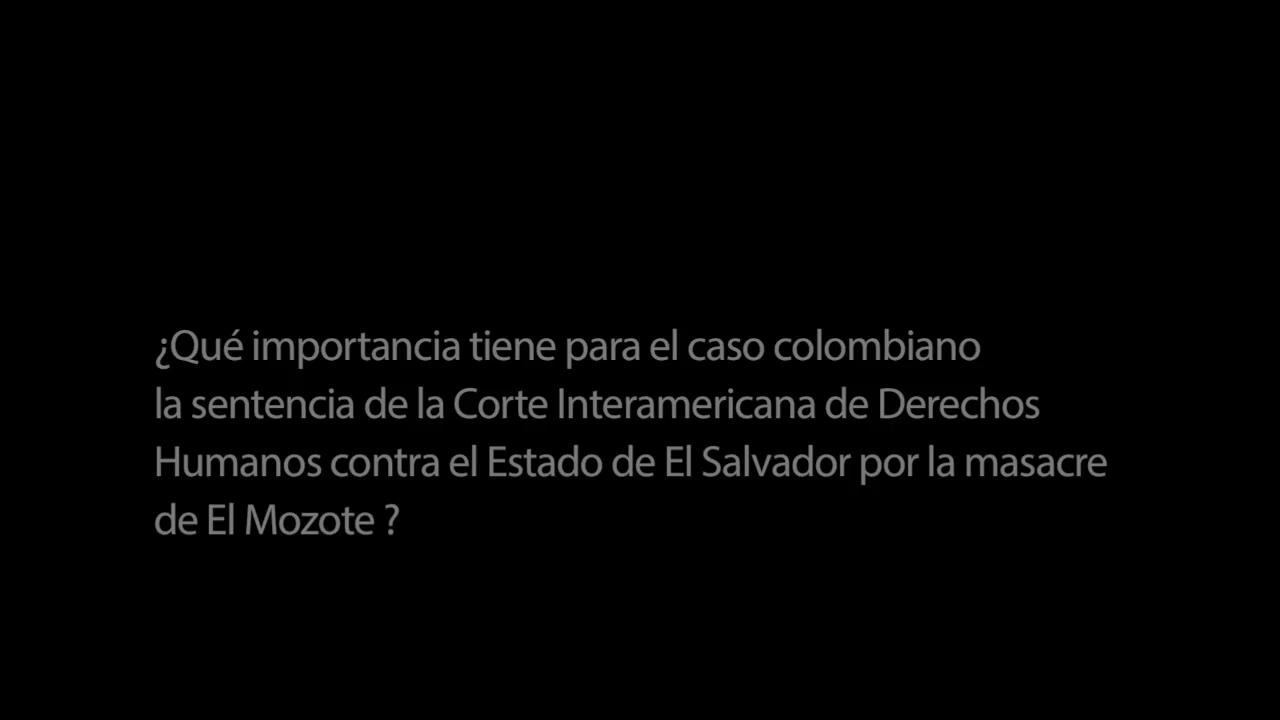 ¿Qué importancia tiene para el caso colombiano
la sentencia de la Corte Interamericana de Derechos
Humanos contra el Estado de El Salvador por la masacre
de El Mozote ?